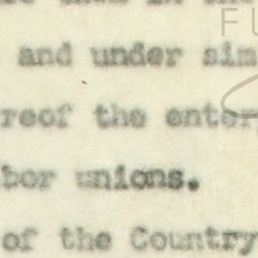 and under sim
reof the enter
bor unions.
of the Country